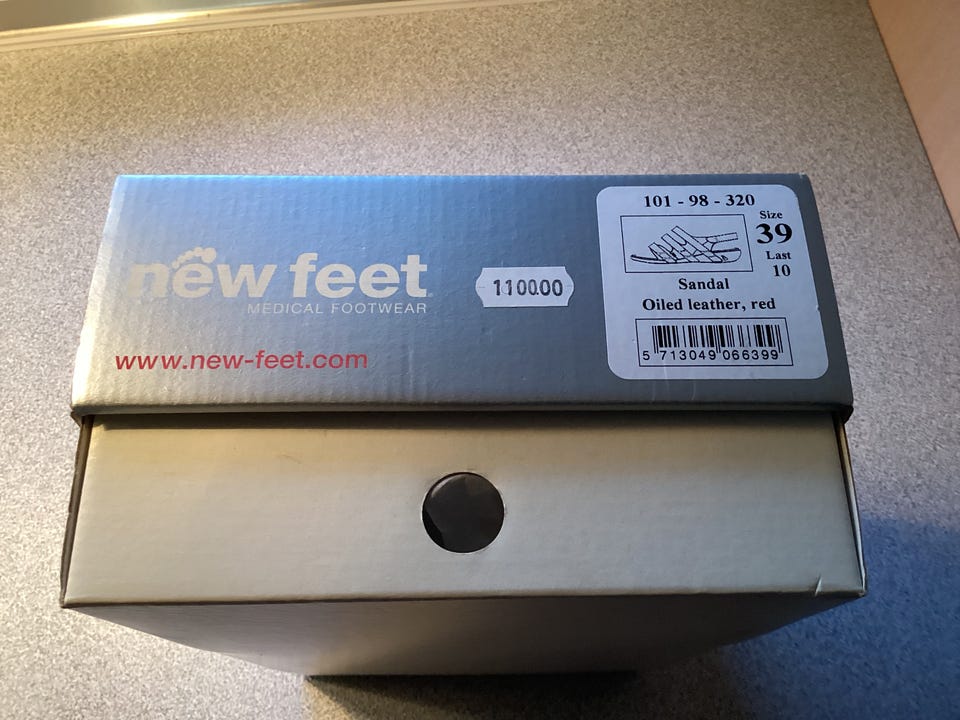 new feet
MEDICAL FOOTWEAR
www.new-feet.com
1100.00
101 - 98 - 320
Size
39
Last
10
Sandal
Oiled leather, red
5 713049 066399